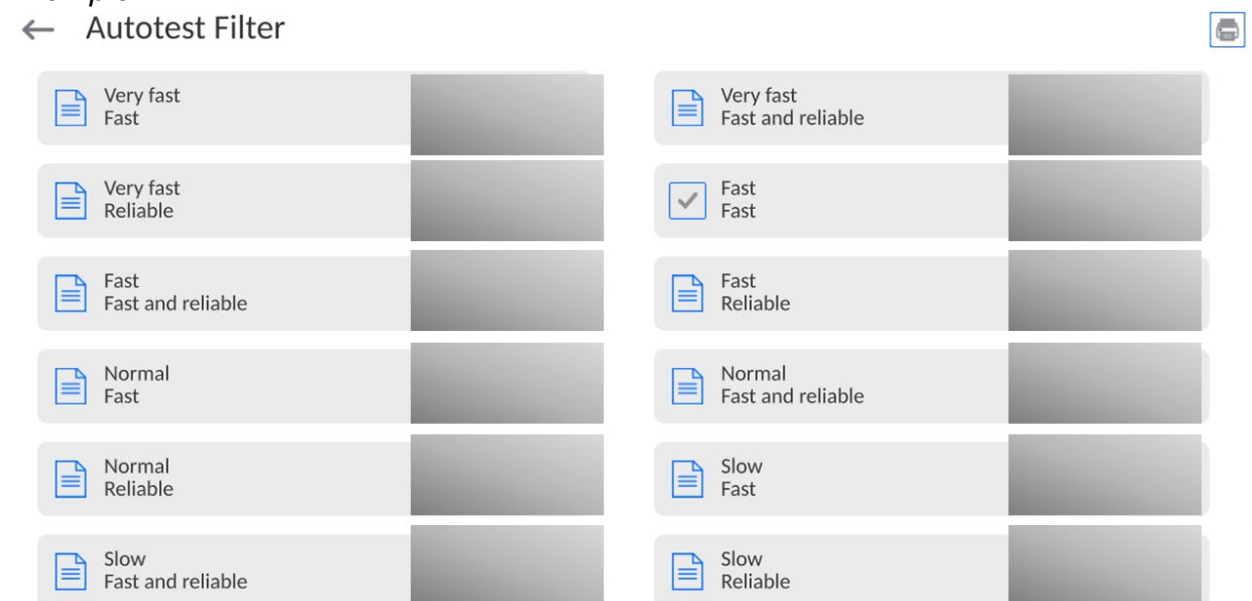 Autotest Filter
Very fast
Fast
Very fast
Fast and reliable
Very fast
Reliable
Fast
Fast
Fast
Fast and reliable
Fast
Reliable
Normal
Fast
Normal
Fast and reliable
Normal
Reliable
Slow
Fast
Slow
Fast and reliable
Slow
Reliable